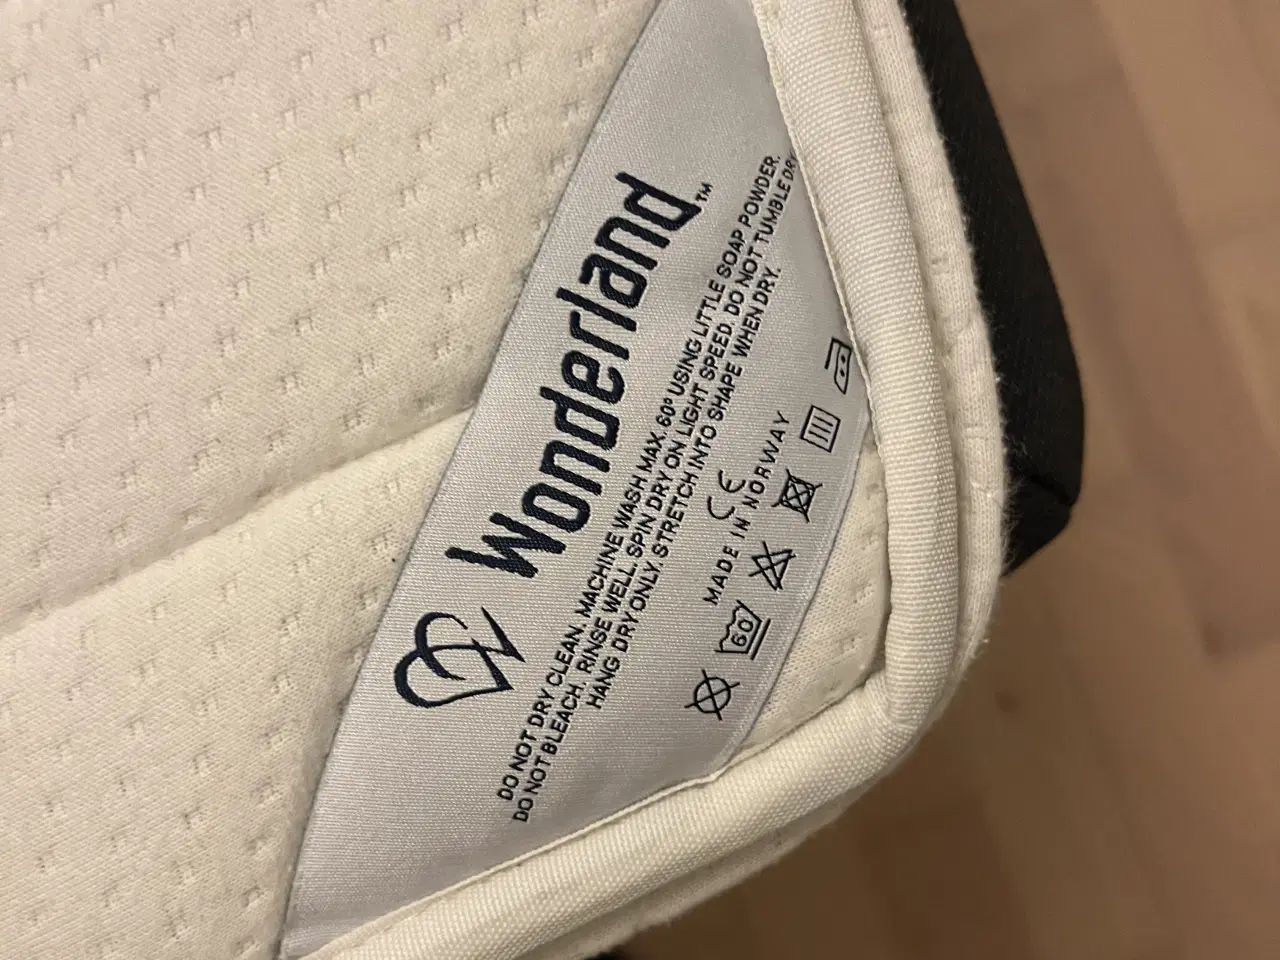 Wonderland™
DO NOT DRY CLEAN. MACHINE WASH MAX. 60° USING LITTLE SOAP POWDER.
DO NOT BLEACH. RINSE WELL. SPIN DRY ON LIGHT SPEED. DO NOT TUMBLE DRY
HANG DRY ONLY. STRETCH INTO SHAPE WHEN DRY.
CE
MADE IN NORWAY
60